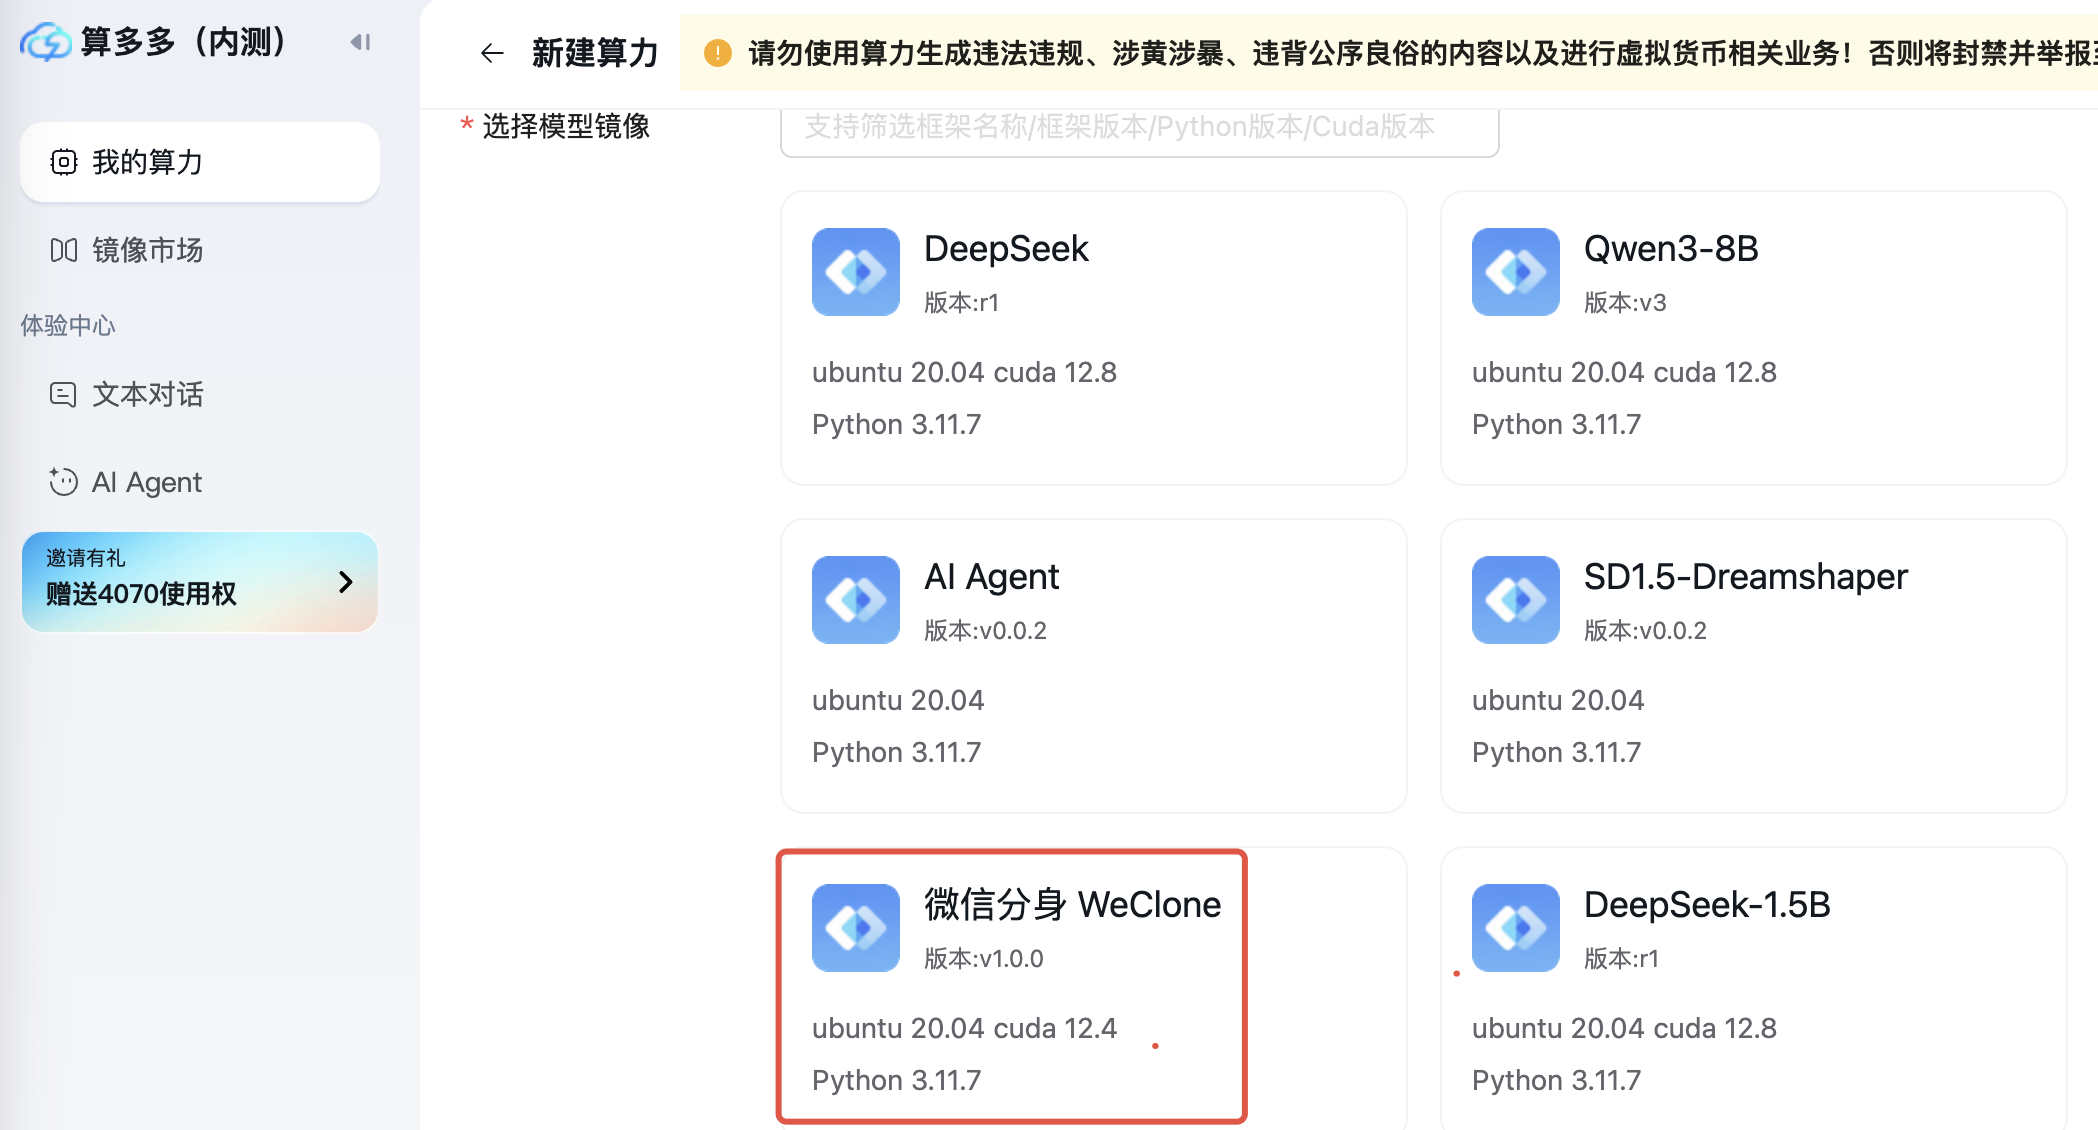 算多多（内测）
我的算力
镜像市场
体验中心
文本对话
AI Agent
邀请有礼
赠送4070使用权
新建算力
请勿使用算力生成违法违规、涉黄涉暴、违背公序良俗的内容以及进行虚拟货币相关业务！否则将封禁并举报
* 选择模型镜像
支持筛选框架名称/框架版本/Python版本/Cuda版本
DeepSeek
版本:r1
ubuntu 20.04 cuda 12.8
Python 3.11.7
Qwen3-8B
版本:v3
ubuntu 20.04 cuda 12.8
Python 3.11.7
AI Agent
版本:v0.0.2
ubuntu 20.04
Python 3.11.7
SD1.5-Dreamshaper
版本:v0.0.2
ubuntu 20.04
Python 3.11.7
微信分身 WeClone
版本:v1.0.0
ubuntu 20.04 cuda 12.4
Python 3.11.7
DeepSeek-1.5B
版本:r1
ubuntu 20.04 cuda 12.8
Python 3.11.7